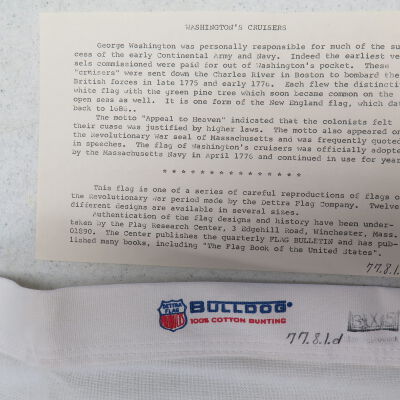 WASHINGTON'S CRUISERS
George Washington was personally responsible for much of the suc
cess of the early Continental Army and Navy. Indeed the earliest ve
sels commissioned were paid for out of Washington's pocket. These
"cruisers" were sent down the Charles River in Boston to bombard the
British forces in late 1775 and early 1776. Each flew the distinctiv
white flag with the green pine tree which soon became common on the
open seas as well. It is one form of the New England flag, which dat
back to 1686..
The motto "Appeal to Heaven" indicated that the colonists felt
their cuase was justified by higher laws. The motto also appeared on
the Revolutionary War seal of Massachusetts and was frequently quoted
in speeches. The flag of Washington's cruisers was officially adopte
by the Massachusetts Navy in April 1776 and continued in use for year
* * * * * * * * * * * * * * *
This flag is one of a series of careful reproductions of flags o
the Revolutionary War period made by the Dettra Flag Company. Twelve
different designs are available in several sizes.
Authentication of the flag designs and history have been under-
taken by the Flag Research Center, 3 Edgehill Road, Winchester, Mass.
01890. The Center publishes the quarterly FLAG BULLETIN and has pub-
lished many books, including "The Flag Book of the United States".
77.8.1.
DETTRA
FLAG
BULLDOG®
100% COTTON BUNTING
77.8.1.d
3x5